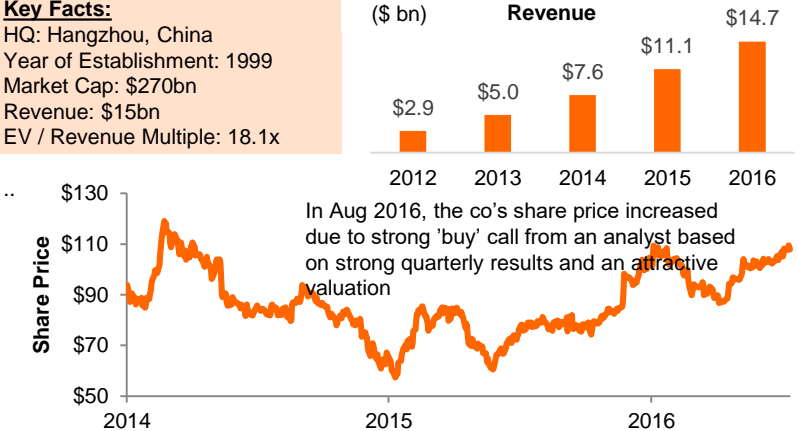 Key Facts:
HQ: Hangzhou, China
Year of Establishment: 1999
Market Cap: $270bn
Revenue: $15bn
EV / Revenue Multiple: 18.1x
($ bn)
Revenue
$2.9
$5.0
$7.6
$11.1
$14.7
2012
2013
2014
2015
2016
..
Share Price
$130
$110
$90
$70
$50
In Aug 2016, the co’s share price increased
due to strong ’buy’ call from an analyst based
on strong quarterly results and an attractive
valuation
2014
2015
2016